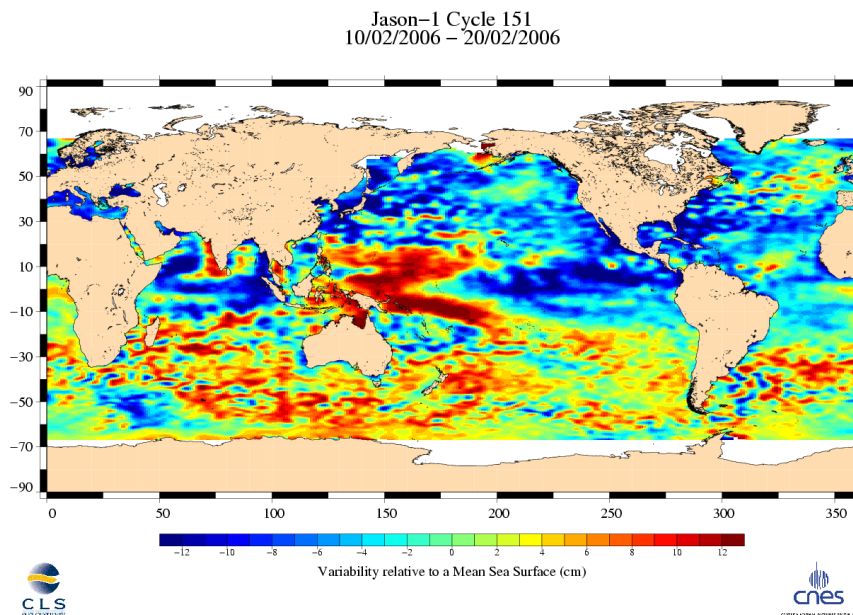 Jason−1 Cycle 151
10/02/2006 − 20/02/2006
90
70
50
30
10
−10
−30
−50
−70
−90
0 50 100 150 200 250 300 350
−12 −10 −8 −6 −4 −2 0 2 4 6 8 10 12
Variability relative to a Mean Sea Surface (cm)
CLS
cnes